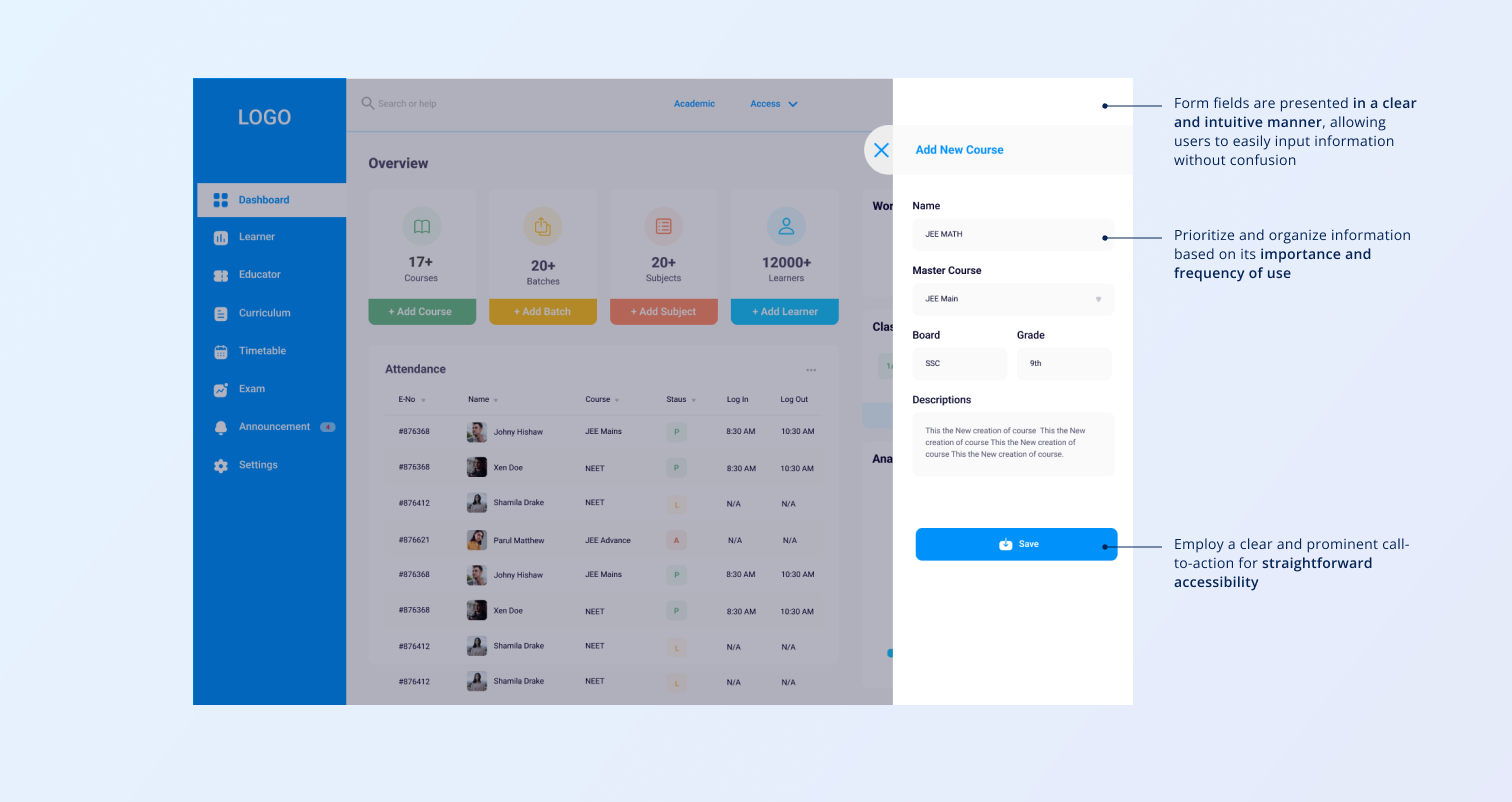 LOGO
Dashboard
Learner
Educator
Curriculum
Timetable
Exam
Announcement 4
Settings
Search or help
Academic
Access
Overview
17+
Courses
+ Add Course
20+
Batches
+ Add Batch
20+
Subjects
+ Add Subject
12000+
Learners
+ Add Learner
Attendance
E-No Name Course Staus Log In Log Out
#876368 Johny Hishaw JEE Mains P 8:30 AM 10:30 AM
#876368 Xen Doe NEET P 8:30 AM 10:30 AM
#876412 Shamila Drake NEET L N/A N/A
#876621 Parul Matthew JEE Advance A N/A N/A
#876368 Johny Hishaw JEE Mains P 8:30 AM 10:30 AM
#876368 Xen Doe NEET P 8:30 AM 10:30 AM
#876412 Shamila Drake NEET L N/A N/A
#876412 Shamila Drake NEET L N/A N/A
Wor
Clas
Ana
Add New Course
Name
JEE MATH
Master Course
JEE Main
Board Grade
SSC 9th
Descriptions
This the New creation of course This the New
creation of course This the New creation of
course This the New creation of course.
Save
Form fields are presented in a clear
and intuitive manner, allowing
users to easily input information
without confusion
Prioritize and organize information
based on its importance and
frequency of use
Employ a clear and prominent call-
to-action for straightforward
accessibility